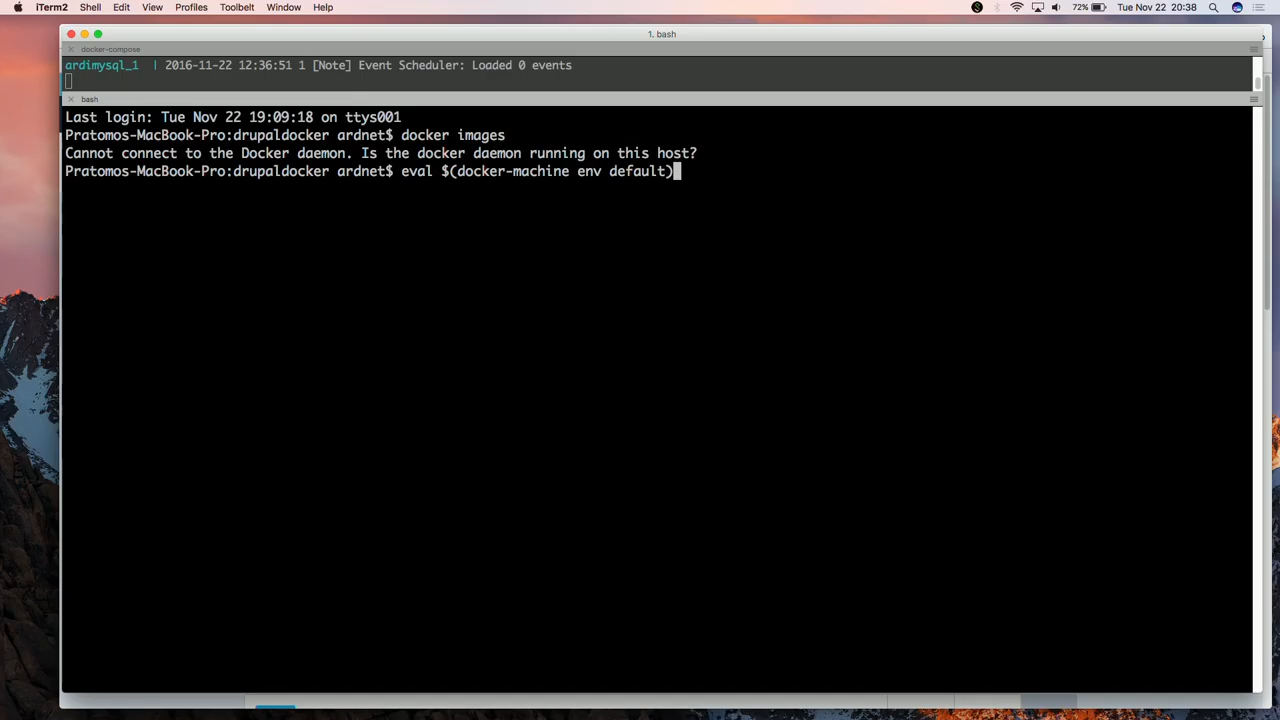 iTerm2 Shell Edit View Profiles Toolbelt Window Help 72% Tue Nov 22 20:38
1. bash
docker-compose
ardimysql_1 | 2016-11-22 12:36:51 1 [Note] Event Scheduler: Loaded 0 events
bash
Last login: Tue Nov 22 19:09:18 on ttys001
Pratomos-MacBook-Pro:drupaldocker ardnet$ docker images
Cannot connect to the Docker daemon. Is the docker daemon running on this host?
Pratomos-MacBook-Pro:drupaldocker ardnet$ eval $(docker-machine env default)